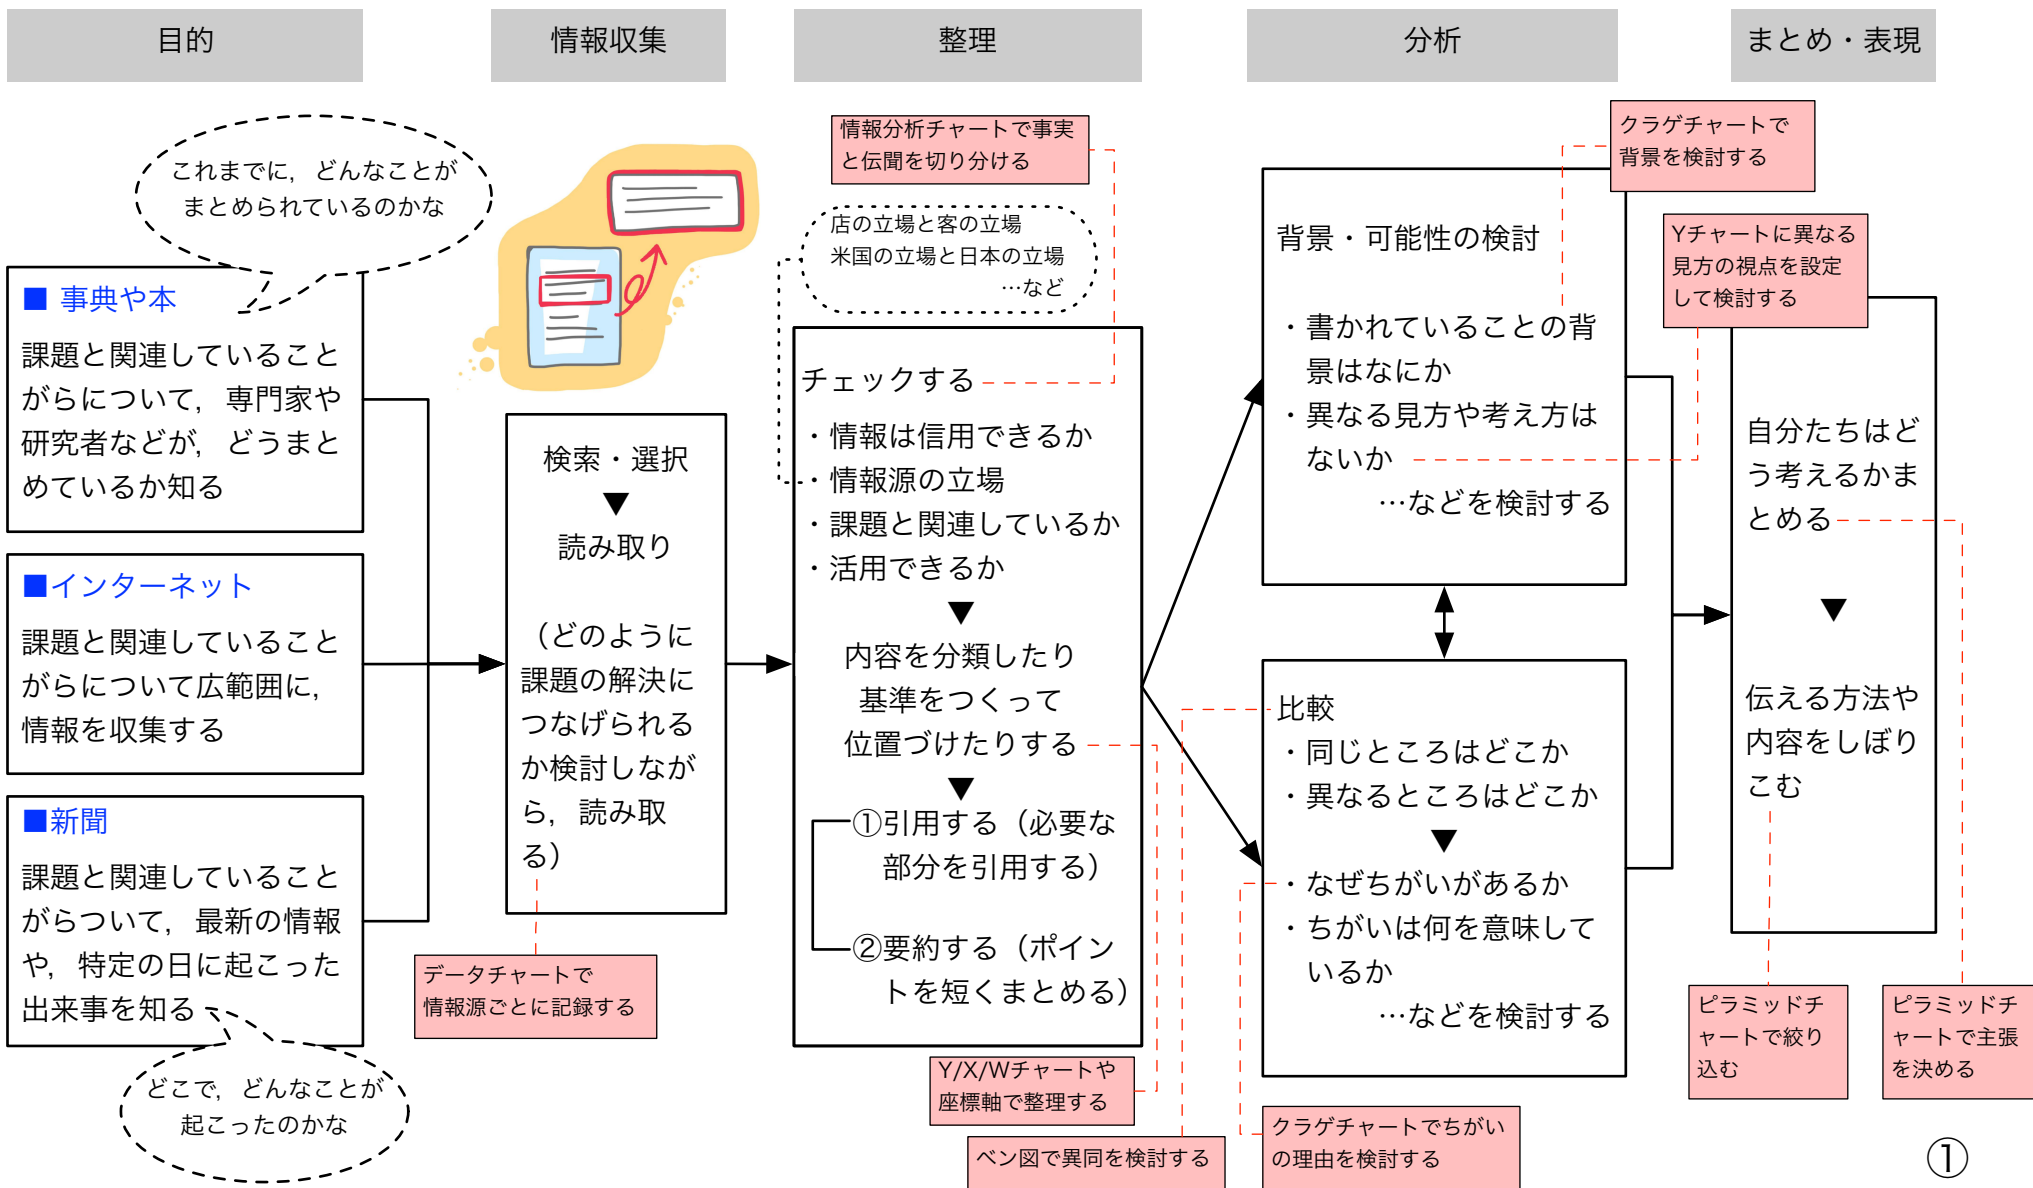 目的
情報収集
整理
分析
まとめ・表現
これまでに，どんなことが
まとめられているのかな
■ 事典や本
課題と関連していること
がらについて，専門家や
研究者などが，どうまと
めているか知る
■インターネット
課題と関連していること
がらについて広範囲に，
情報を収集する
■新聞
課題と関連していること
がらついて，最新の情報
や，特定の日に起こった
出来事を知る
どこで，どんなことが
起こったのかな
検索・選択
▼
読み取り
（どのように
課題の解決に
つなげられる
か検討しなが
ら，読み取
る）
データチャートで
情報源ごとに記録する
情報分析チャートで事実
と伝聞を切り分ける
店の立場と客の立場
米国の立場と日本の立場
…など
チェックする
・情報は信用できるか
・情報源の立場
・課題と関連しているか
・活用できるか
▼
内容を分類したり
基準をつくって
位置づけたりする
▼
①引用する（必要な
部分を引用する）
②要約する（ポイン
トを短くまとめる）
Y/X/Wチャートや
座標軸で整理する
ベン図で異同を検討する
クラゲチャートで
背景を検討する
背景・可能性の検討
・書かれていることの背
景はなにか
・異なる見方や考え方は
ないか
…などを検討する
比較
・同じところはどこか
・異なるところはどこか
▼
・なぜちがいがあるか
・ちがいは何を意味して
いるか
…などを検討する
クラゲチャートでちがい
の理由を検討する
Yチャートに異なる
見方の視点を設定
して検討する
自分たちはど
う考えるかま
とめる
▼
伝える方法や
内容をしぼり
こむ
ピラミッドチ
ャートで絞り
込む
ピラミッドチ
ャートで主張
を決める
①